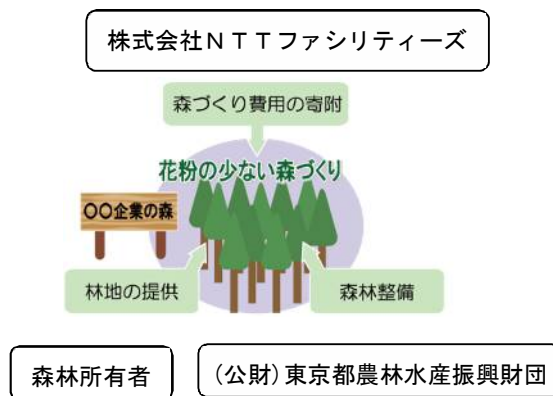 株式会社ＮＴＴファシリティーズ
森づくり費用の寄附
花粉の少ない森づくり
〇〇企業の森
林地の提供
森林整備
森林所有者
(公財)東京都農林水産振興財団